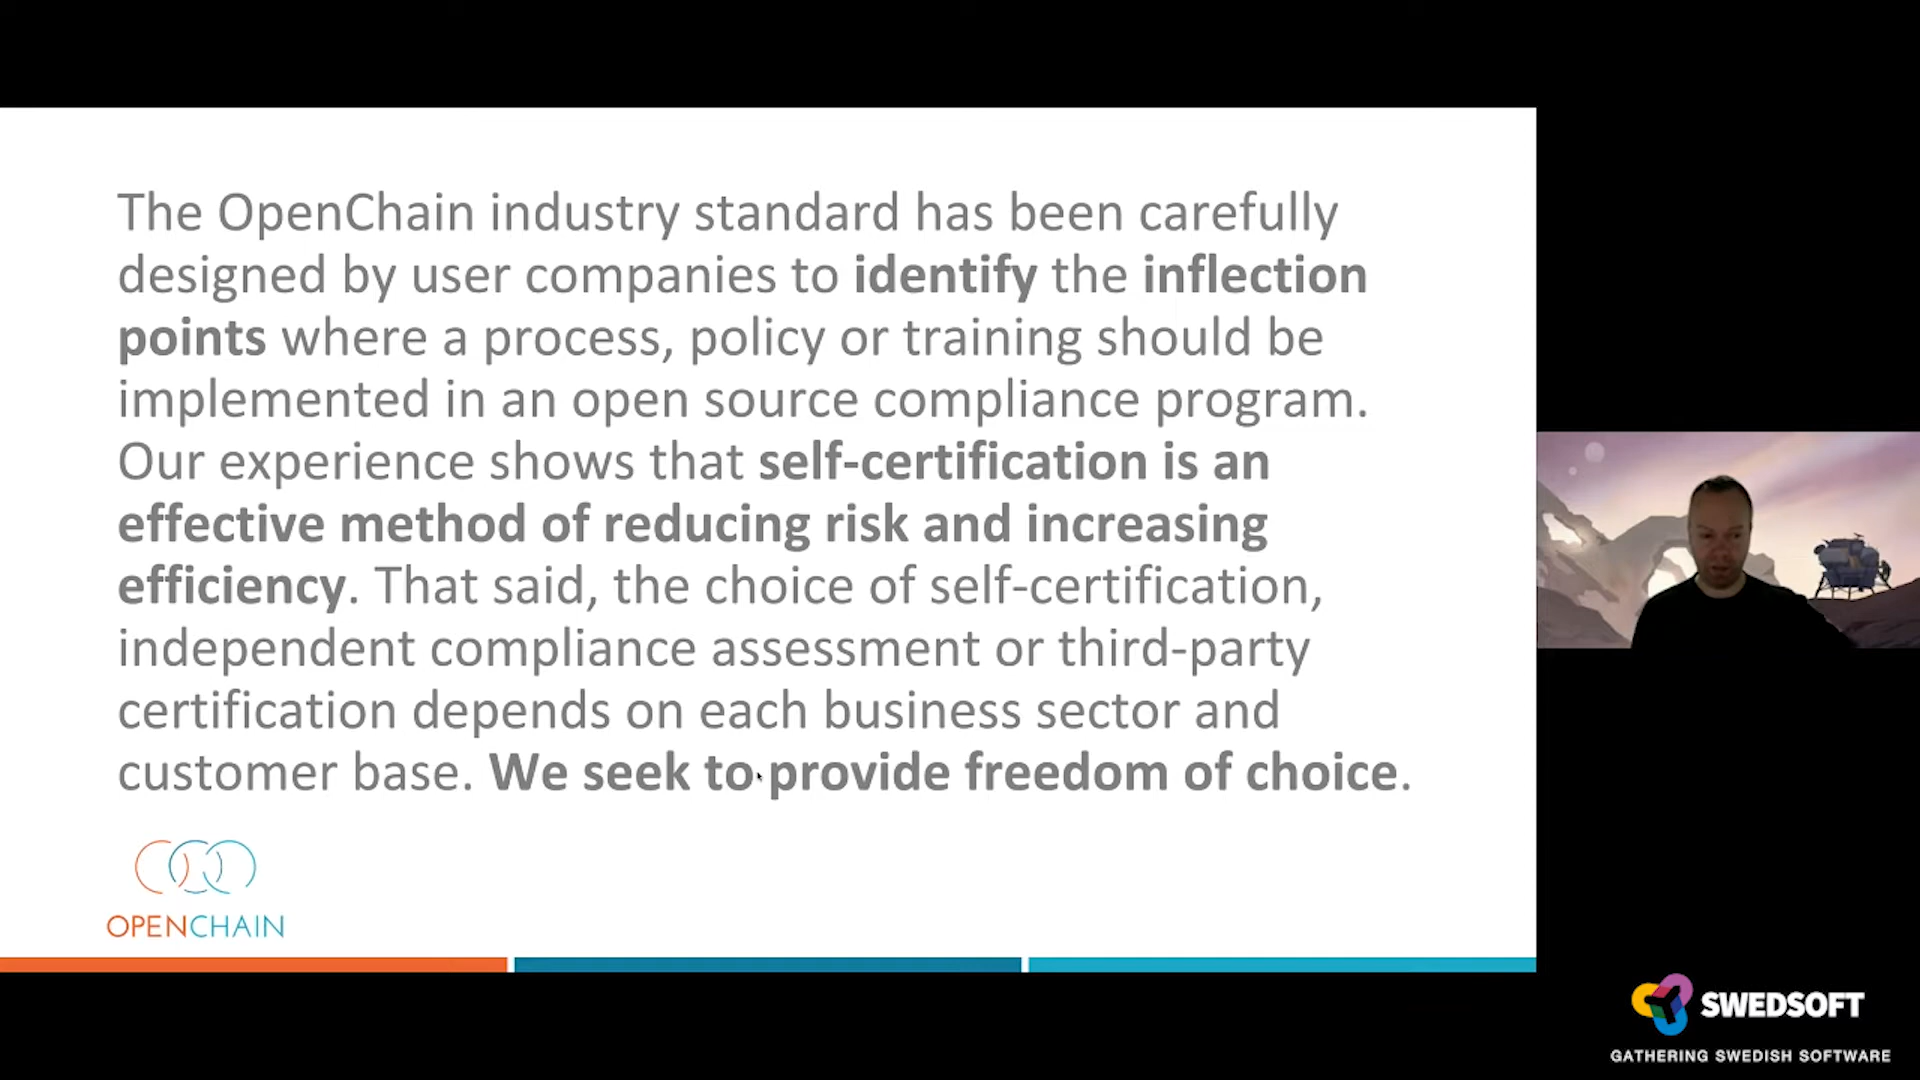 The OpenChain industry standard has been carefully
designed by user companies to identify the inflection
points where a process, policy or training should be
implemented in an open source compliance program.
Our experience shows that self-certification is an
effective method of reducing risk and increasing
efficiency. That said, the choice of self-certification,
independent compliance assessment or third-party
certification depends on each business sector and
customer base. We seek to provide freedom of choice.
OPENCHAIN
SWEDSOFT
GATHERING SWEDISH SOFTWARE